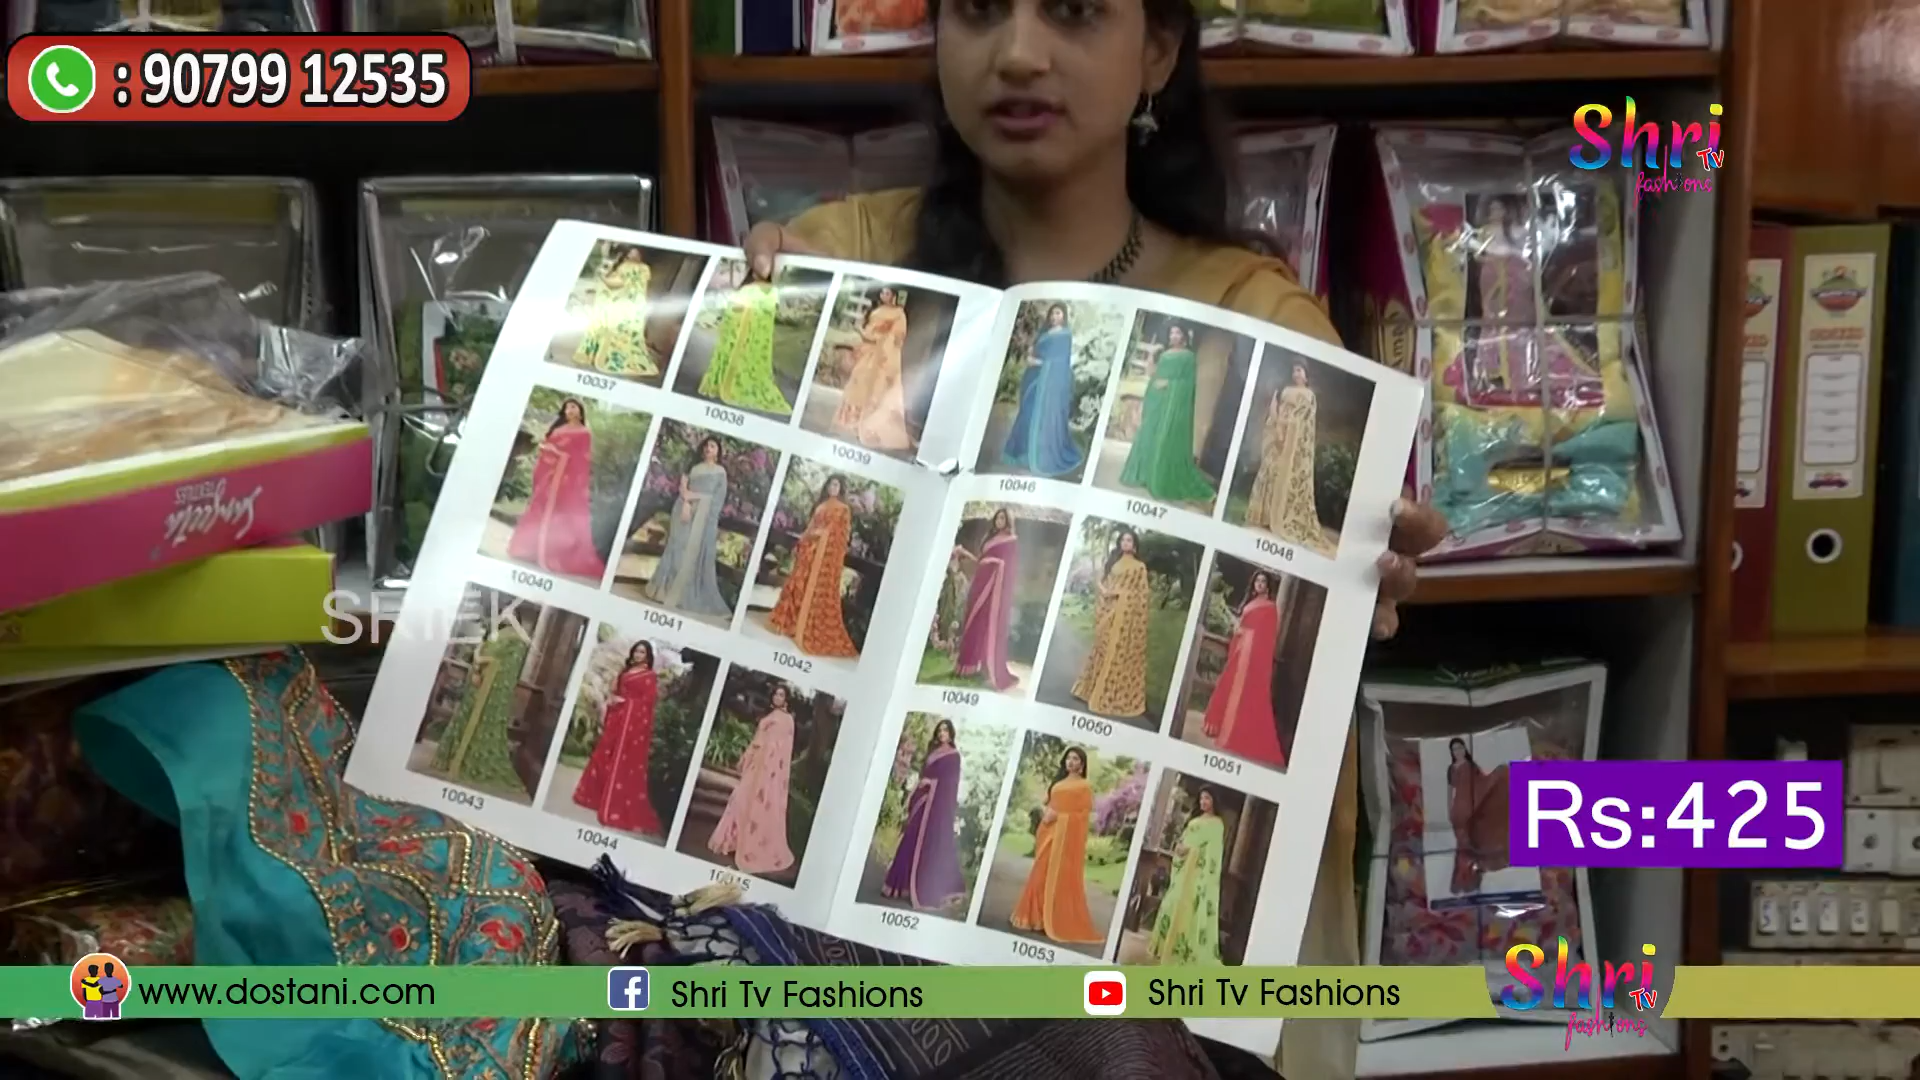 : 90799 12535
Shri
TV
fashions
10037
10038
10039
10046
10047
10048
10040
10041
10042
10049
10050
10051
10043
10044
10052
10053
SRIEK
Rs:425
www.dostani.com
Shri Tv Fashions
Shri Tv Fashions
Shri
TV
fashions